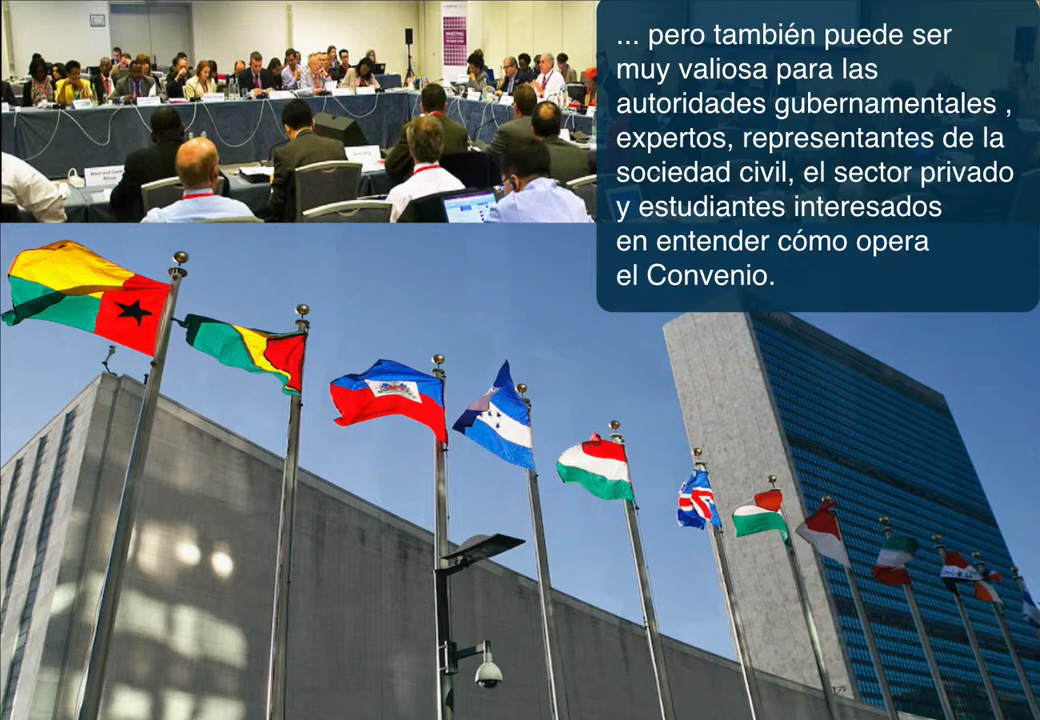 ... pero también puede ser
muy valiosa para las
autoridades gubernamentales ,
expertos, representantes de la
sociedad civil, el sector privado
y estudiantes interesados
en entender cómo opera
el Convenio.